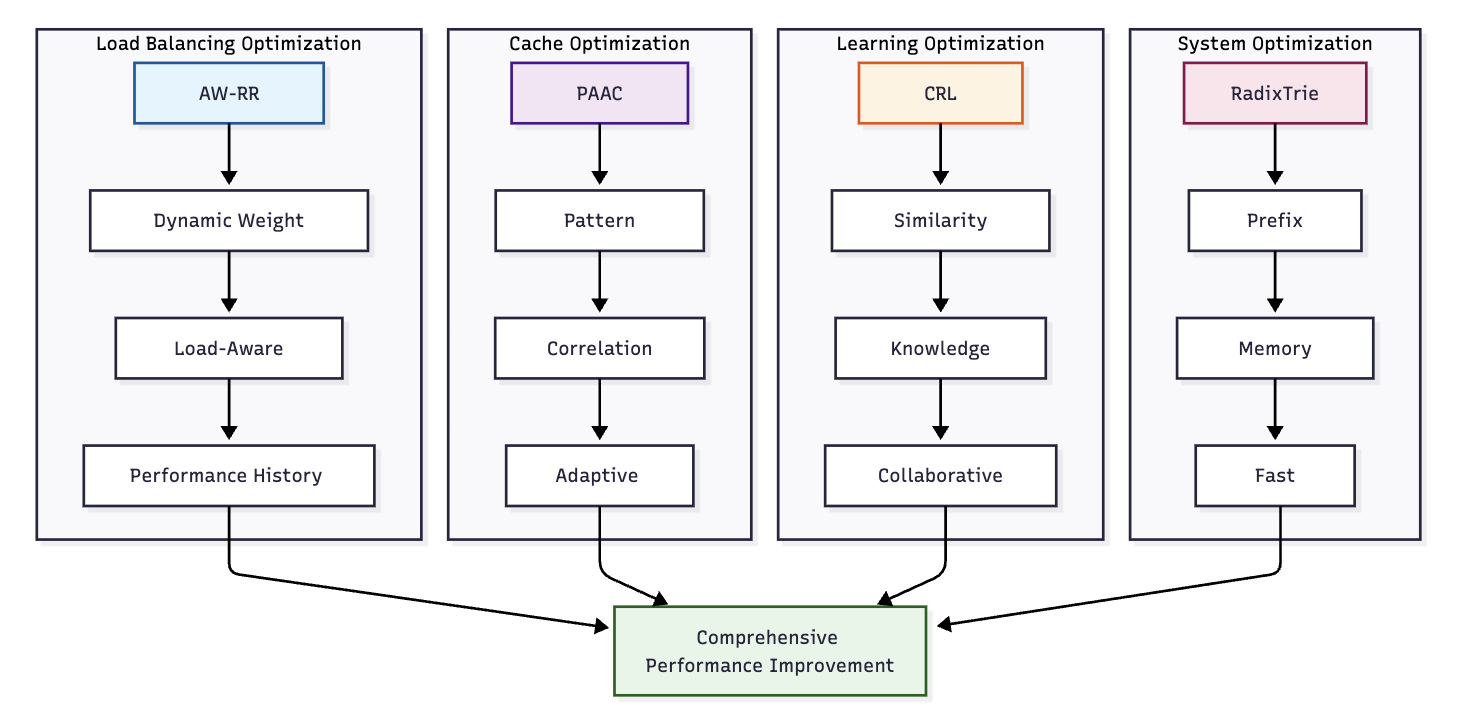 Load Balancing Optimization
AW-RR
Dynamic Weight
Load-Aware
Performance History
Cache Optimization
PAAC
Pattern
Correlation
Adaptive
Learning Optimization
CRL
Similarity
Knowledge
Collaborative
System Optimization
RadixTrie
Prefix
Memory
Fast
Comprehensive
Performance Improvement